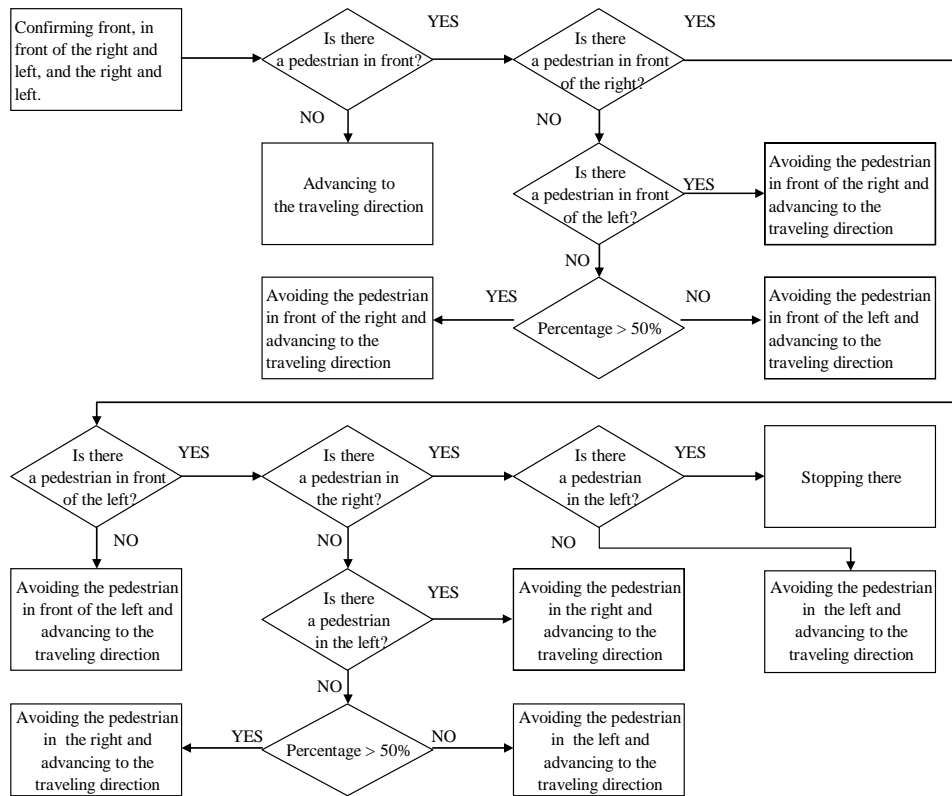 Confirming front, in
front of the right and
left, and the right and
left.
Is there
a pedestrian in front?
YES
Is there
a pedestrian in front
of the right?
YES
NO
NO
Advancing to
the traveling direction
Is there
a pedestrian in front
of the left?
YES
Avoiding the pedestrian
in front of the right and
advancing to the
traveling direction
NO
Avoiding the pedestrian
in front of the right and
advancing to the
traveling direction
YES
Percentage > 50%
NO
Avoiding the pedestrian
in front of the left and
advancing to the
traveling direction
Is there
a pedestrian in front
of the left?
YES
Is there
a pedestrian in
the right?
YES
Is there
a pedestrian
in the left?
YES
Stopping there
NO
NO
NO
Avoiding the pedestrian
in front of the left and
advancing to the
traveling direction
Is there
a pedestrian
in the left?
YES
Avoiding the pedestrian
in the right and
advancing to the
traveling direction
Avoiding the pedestrian
in the left and
advancing to the
traveling direction
NO
Avoiding the pedestrian
in the right and
advancing to the
traveling direction
YES
Percentage > 50%
NO
Avoiding the pedestrian
in the left and
advancing to the
traveling direction